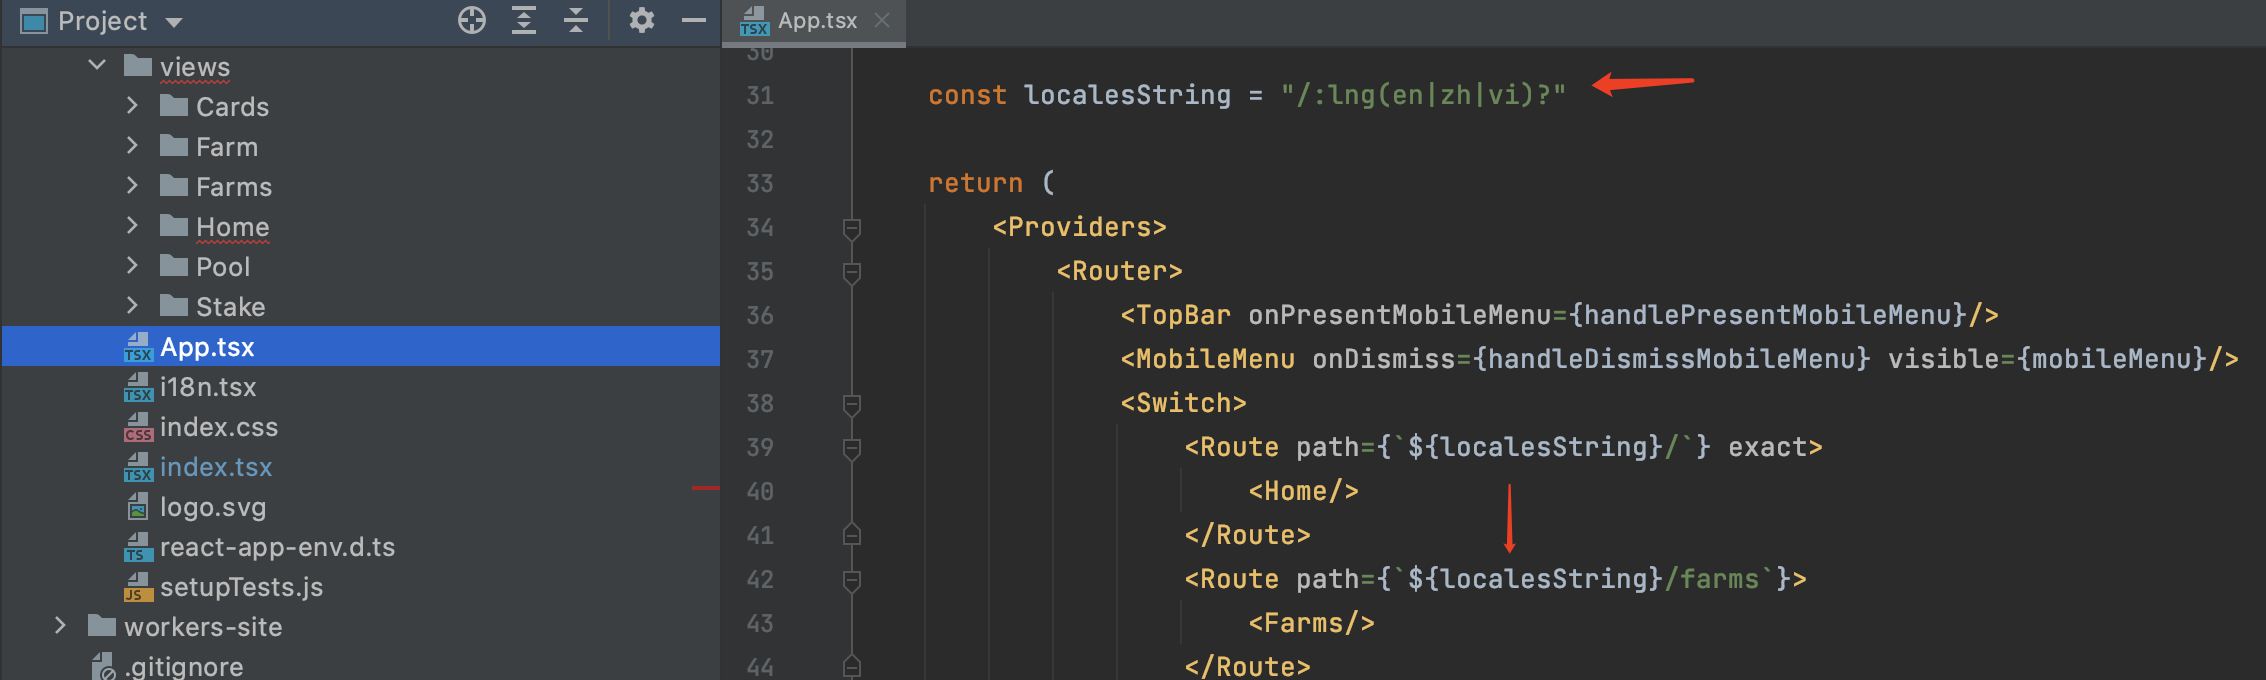 Project
views
Cards
Farm
Farms
Home
Pool
Stake
TSX App.tsx
TSX i18n.tsx
CSS index.css
TSX index.tsx
logo.svg
TS react-app-env.d.ts
JS setupTests.js
workers-site
.gitignore
TSX App.tsx
30
31 const localesString = "/:lng(en|zh|vi)?"
32
33 return (
34 <Providers>
35 <Router>
36 <TopBar onPresentMobileMenu={handlePresentMobileMenu}/>
37 <MobileMenu onDismiss={handleDismissMobileMenu} visible={mobileMenu}/>
38 <Switch>
39 <Route path={`${localesString}/`} exact>
40 <Home/>
41 </Route>
42 <Route path={`${localesString}/farms`}>
43 <Farms/>
44 </Route>